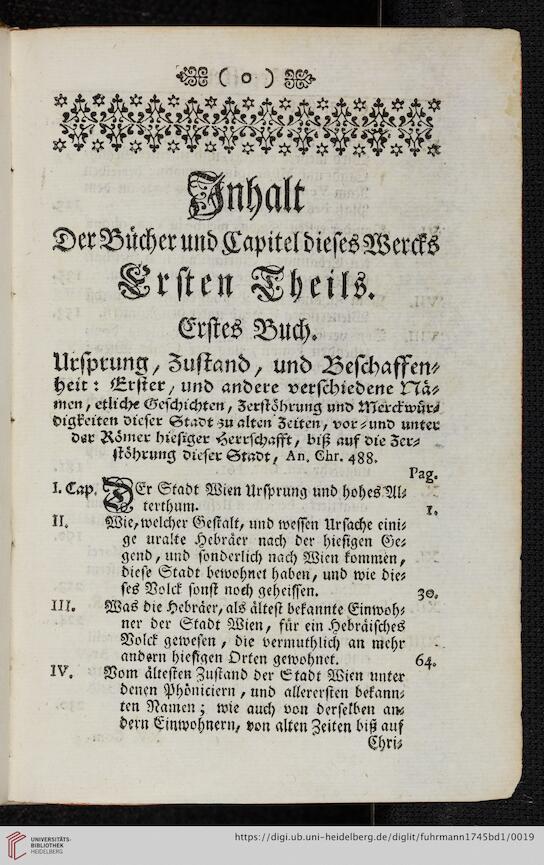 ( o )
Inhalt
Der Bücher und Capitel dieses Wercks
Ersten Theils.
Erstes Buch.
Ursprung, Zustand, und Beschaffen-
heit: Erster, und andere verschiedene Nä-
men, etliche Geschichten, Zerstöhrung und Merckwür-
digkeiten dieser Stadt zu alten Zeiten, vor- und unter
der Römer hiesiger Herrschafft, biß auf die Zer-
stöhrung dieser Stadt, An. Chr. 488.
Pag.
I. Cap. DEr Stadt Wien Ursprung und hohes Al-
terthum. 1.
II. Wie, welcher Gestalt, und wessen Ursache eini-
ge uralte Hebräer nach der hiesigen Ge-
gend, und sonderlich nach Wien kommen,
diese Stadt bewohnet haben, und wie die-
ses Volck sonst noch geheissen. 30.
III. Was die Hebräer, als ältest bekannte Einwoh-
ner der Stadt Wien, für ein Hebräisches
Volck gewesen, die vermuthlich an mehr
andern hiesigen Orten gewohnet. 64.
IV. Vom ältesten Zustand der Stadt Wien unter
denen Phöniciern, und allerersten bekann-
ten Namen; wie auch von derselben an-
dern Einwohnern, von alten Zeiten biß auf
Chri-
UNIVERSITÄTS-
BIBLIOTHEK
HEIDELBERG
https://digi.ub.uni-heidelberg.de/diglit/fuhrmann1745bd1/0019